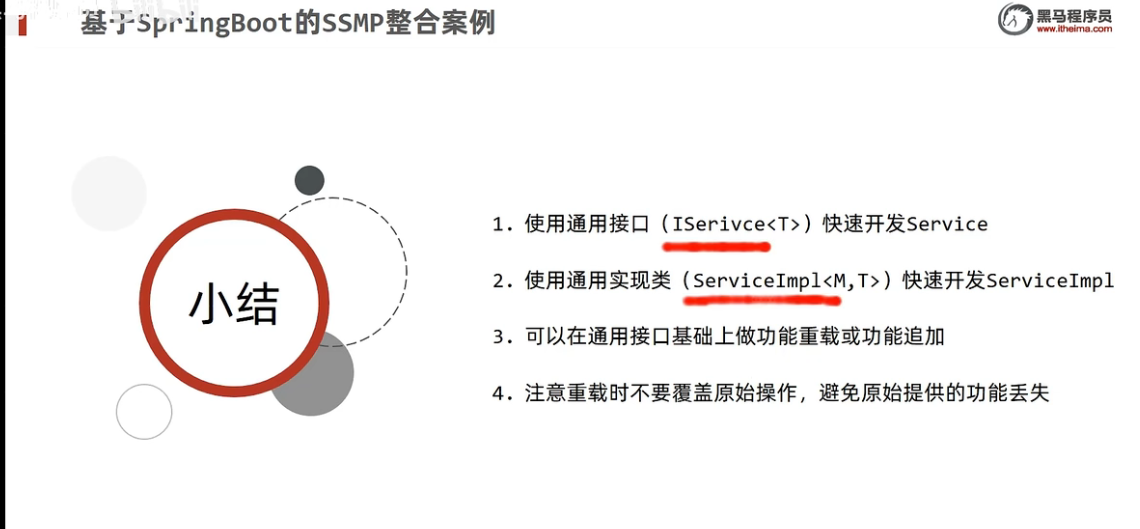 基于SpringBoot的SSMP整合案例
黑马程序员
www.itheima.com
小结
1. 使用通用接口（ISerivce<T>）快速开发Service
2. 使用通用实现类（ServiceImpl<M,T>）快速开发ServiceImpl
3. 可以在通用接口基础上做功能重载或功能追加
4. 注意重载时不要覆盖原始操作，避免原始提供的功能丢失